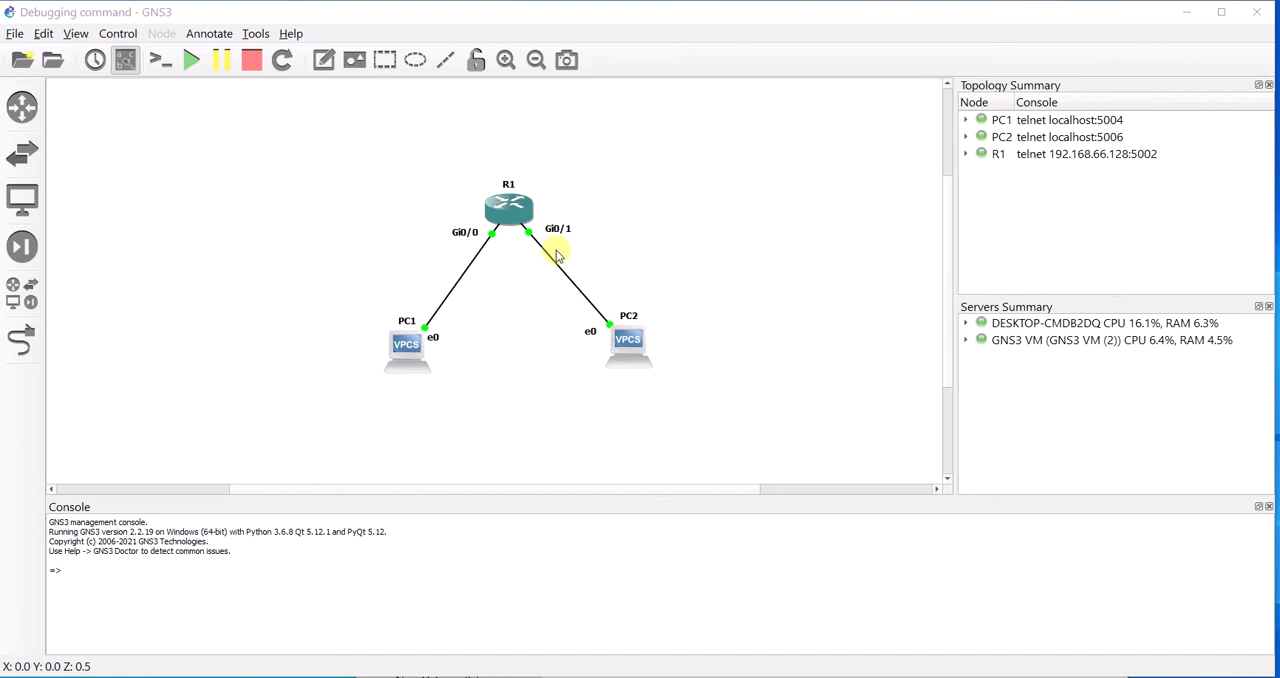 Debugging command - GNS3
File Edit View Control Node Annotate Tools Help
Topology Summary
Node Console
PC1 telnet localhost:5004
PC2 telnet localhost:5006
R1 telnet 192.168.66.128:5002
R1
Gi0/0 Gi0/1
PC1 PC2
e0 e0
VPCS VPCS
Servers Summary
DESKTOP-CMDB2DQ CPU 16.1%, RAM 6.3%
GNS3 VM (GNS3 VM (2)) CPU 6.4%, RAM 4.5%
Console
GNS3 management console.
Running GNS3 version 2.2.19 on Windows (64-bit) with Python 3.6.8 Qt 5.12.1 and PyQt 5.12.
Copyright (c) 2006-2021 GNS3 Technologies.
Use Help -> GNS3 Doctor to detect common issues.
=>
X: 0.0 Y: 0.0 Z: 0.5